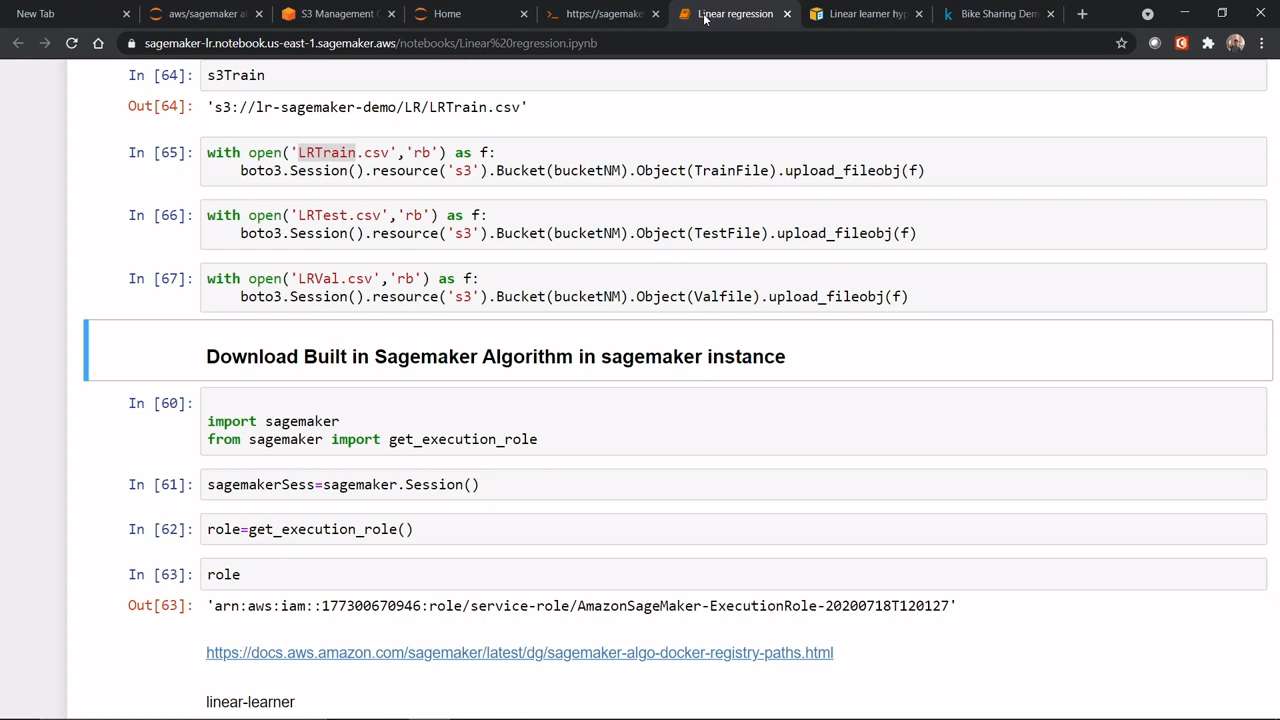 New Tab
aws/sagemaker al
S3 Management C
Home
https://sagemake
Linear regression
Linear learner hyp
Bike Sharing Dem
sagemaker-lr.notebook.us-east-1.sagemaker.aws/notebooks/Linear%20regression.ipynb
In [64]: s3Train
Out[64]: 's3://lr-sagemaker-demo/LR/LRTrain.csv'
In [65]: with open('LRTrain.csv','rb') as f:
boto3.Session().resource('s3').Bucket(bucketNM).Object(TrainFile).upload_fileobj(f)
In [66]: with open('LRTest.csv','rb') as f:
boto3.Session().resource('s3').Bucket(bucketNM).Object(TestFile).upload_fileobj(f)
In [67]: with open('LRVal.csv','rb') as f:
boto3.Session().resource('s3').Bucket(bucketNM).Object(Valfile).upload_fileobj(f)
Download Built in Sagemaker Algorithm in sagemaker instance
In [60]:
import sagemaker
from sagemaker import get_execution_role
In [61]: sagemakerSess=sagemaker.Session()
In [62]: role=get_execution_role()
In [63]: role
Out[63]: 'arn:aws:iam::177300670946:role/service-role/AmazonSageMaker-ExecutionRole-20200718T120127'
https://docs.aws.amazon.com/sagemaker/latest/dg/sagemaker-algo-docker-registry-paths.html
linear-learner